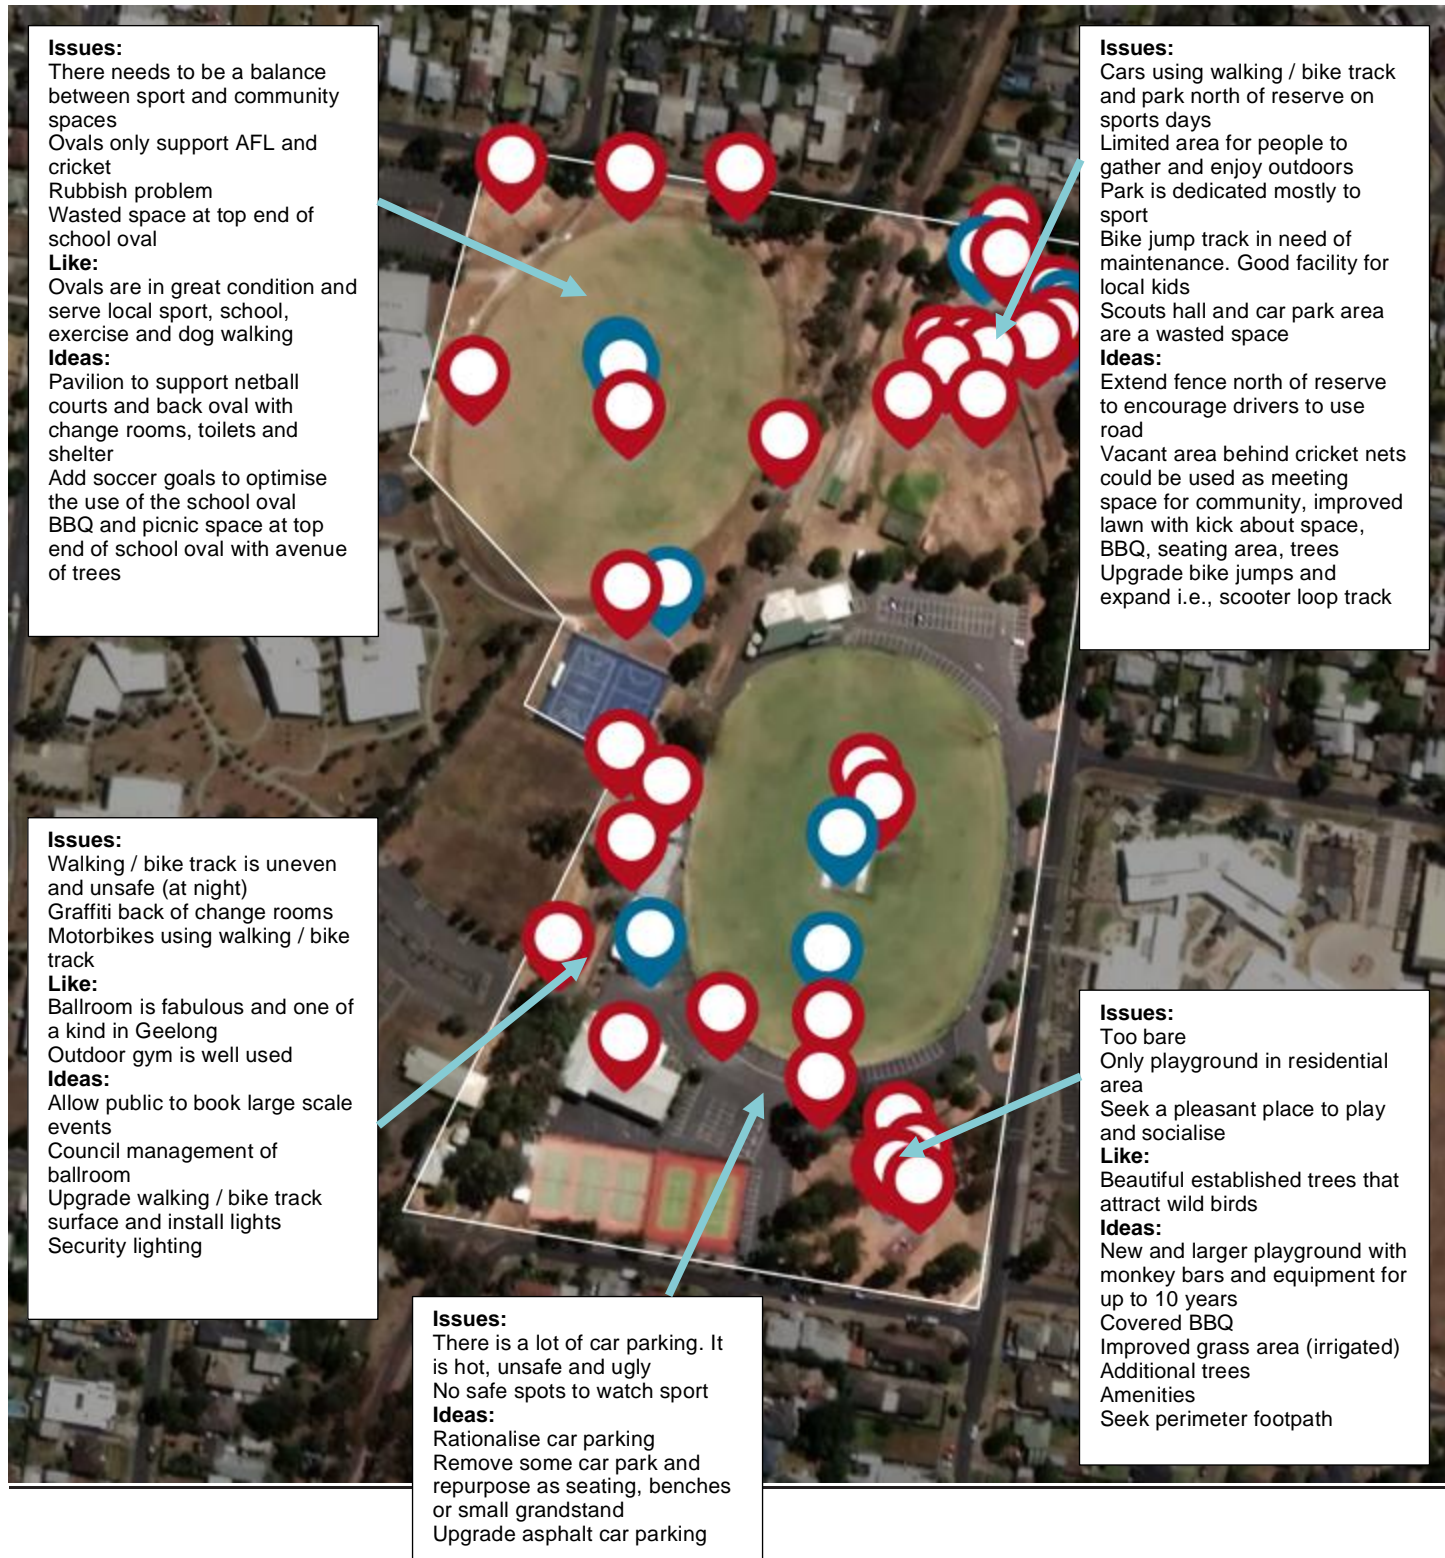 Issues:
There needs to be a balance
between sport and community
spaces
Ovals only support AFL and
cricket
Rubbish problem
Wasted space at top end of
school oval
Like:
Ovals are in great condition and
serve local sport, school,
exercise and dog walking
Ideas:
Pavilion to support netball
courts and back oval with
change rooms, toilets and
shelter
Add soccer goals to optimise
the use of the school oval
BBQ and picnic space at top
end of school oval with avenue
of trees
Issues:
Cars using walking / bike track
and park north of reserve on
sports days
Limited area for people to
gather and enjoy outdoors
Park is dedicated mostly to
sport
Bike jump track in need of
maintenance. Good facility for
local kids
Scouts hall and car park area
are a wasted space
Ideas:
Extend fence north of reserve
to encourage drivers to use
road
Vacant area behind cricket nets
could be used as meeting
space for community, improved
lawn with kick about space,
BBQ, seating area, trees
Upgrade bike jumps and
expand i.e., scooter loop track
Issues:
Walking / bike track is uneven
and unsafe (at night)
Graffiti back of change rooms
Motorbikes using walking / bike
track
Like:
Ballroom is fabulous and one of
a kind in Geelong
Outdoor gym is well used
Ideas:
Allow public to book large scale
events
Council management of
ballroom
Upgrade walking / bike track
surface and install lights
Security lighting
Issues:
Too bare
Only playground in residential
area
Seek a pleasant place to play
and socialise
Like:
Beautiful established trees that
attract wild birds
Ideas:
New and larger playground with
monkey bars and equipment for
up to 10 years
Covered BBQ
Improved grass area (irrigated)
Additional trees
Amenities
Seek perimeter footpath
Issues:
There is a lot of car parking. It
is hot, unsafe and ugly
No safe spots to watch sport
Ideas:
Rationalise car parking
Remove some car park and
repurpose as seating, benches
or small grandstand
Upgrade asphalt car parking